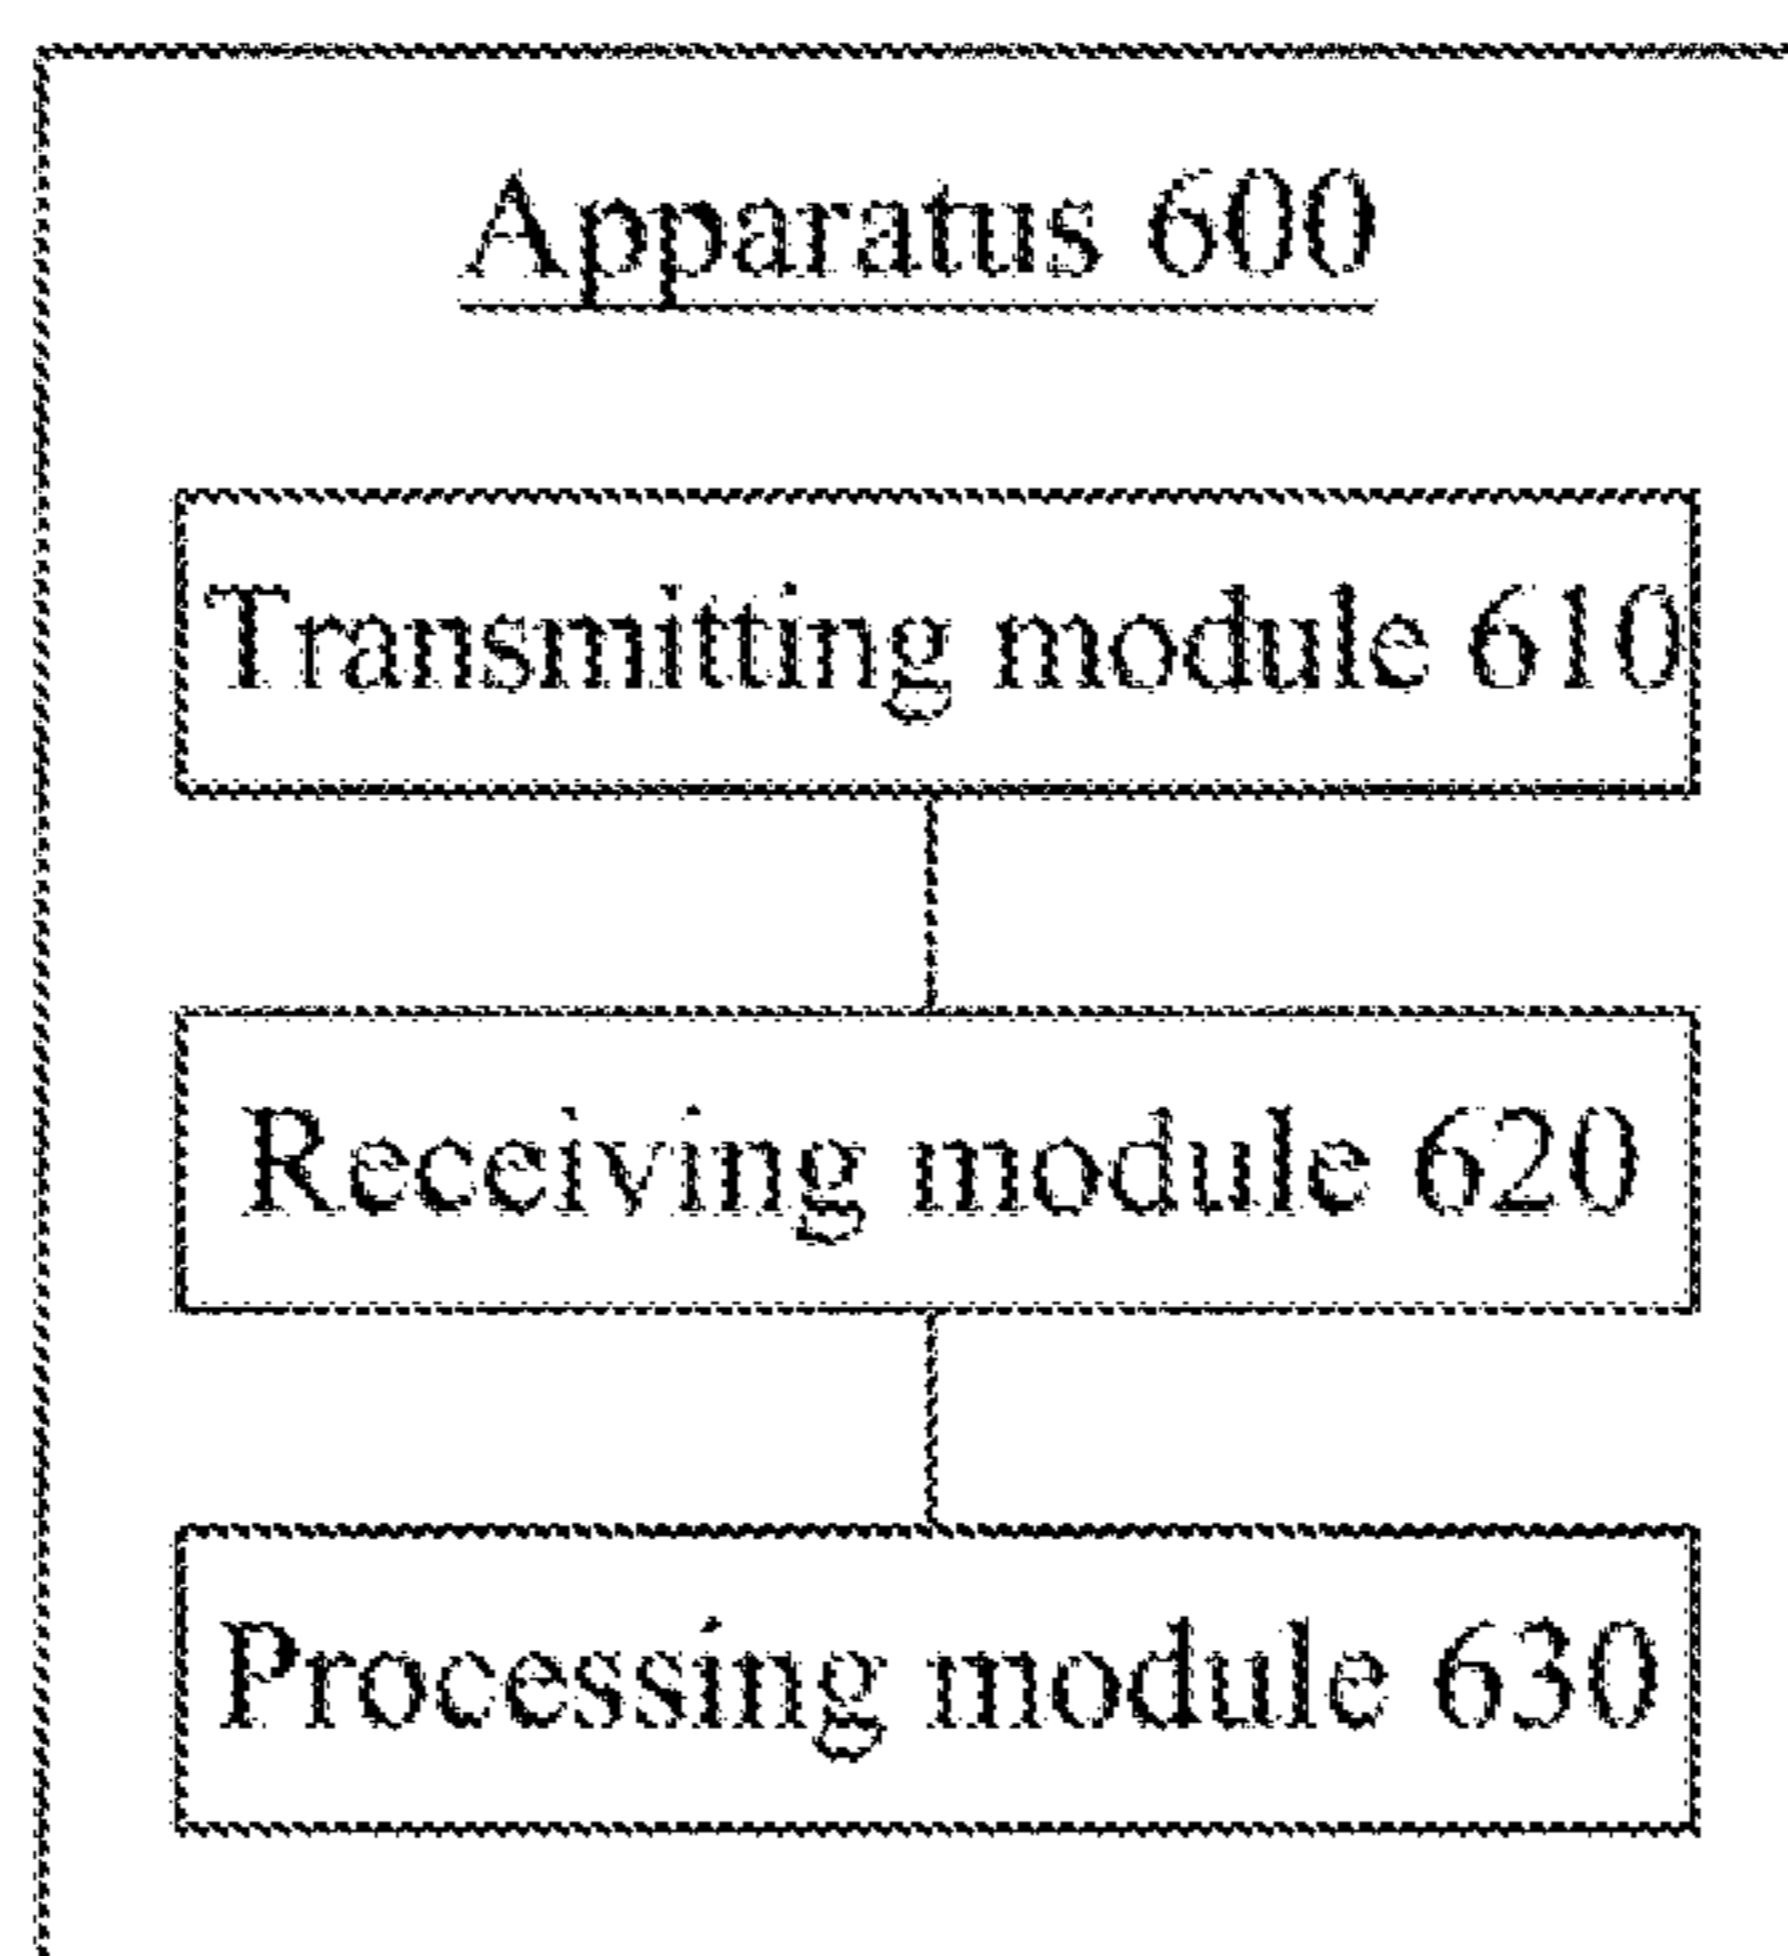 Apparatus 600
Transmitting module 610
Receiving module 620
Processing module 630